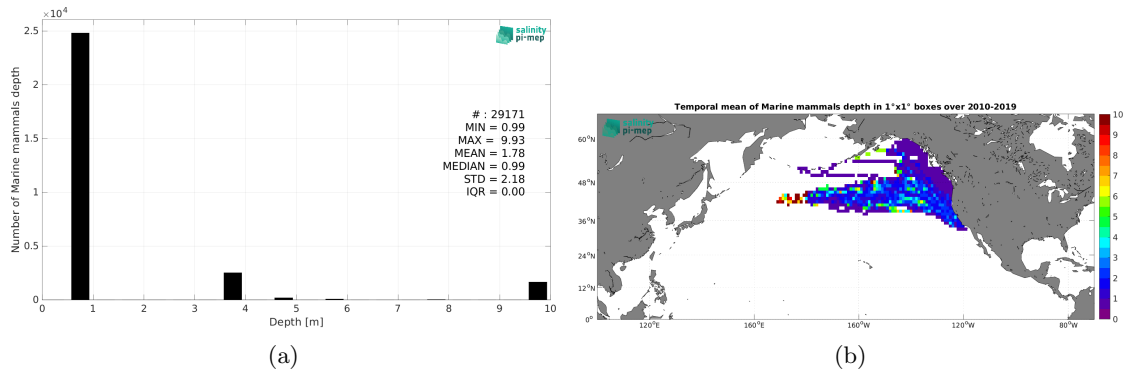 ×10⁴
2.5
2
1.5
1
0.5
0
Number of Marine mammals depth
salinity
pi-mep
# : 29171
MIN = 0.99
MAX = 9.93
MEAN = 1.78
MEDIAN = 0.99
STD = 2.18
IQR = 0.00
0 1 2 3 4 5 6 7 8 9 10
Depth [m]
(a)
Temporal mean of Marine mammals depth in 1°x1° boxes over 2010-2019
salinity
pi-mep
60°N
48°N
36°N
24°N
12°N
0°
120°E 160°E 160°W 120°W 80°W
10
9
8
7
6
5
4
3
2
1
0
(b)